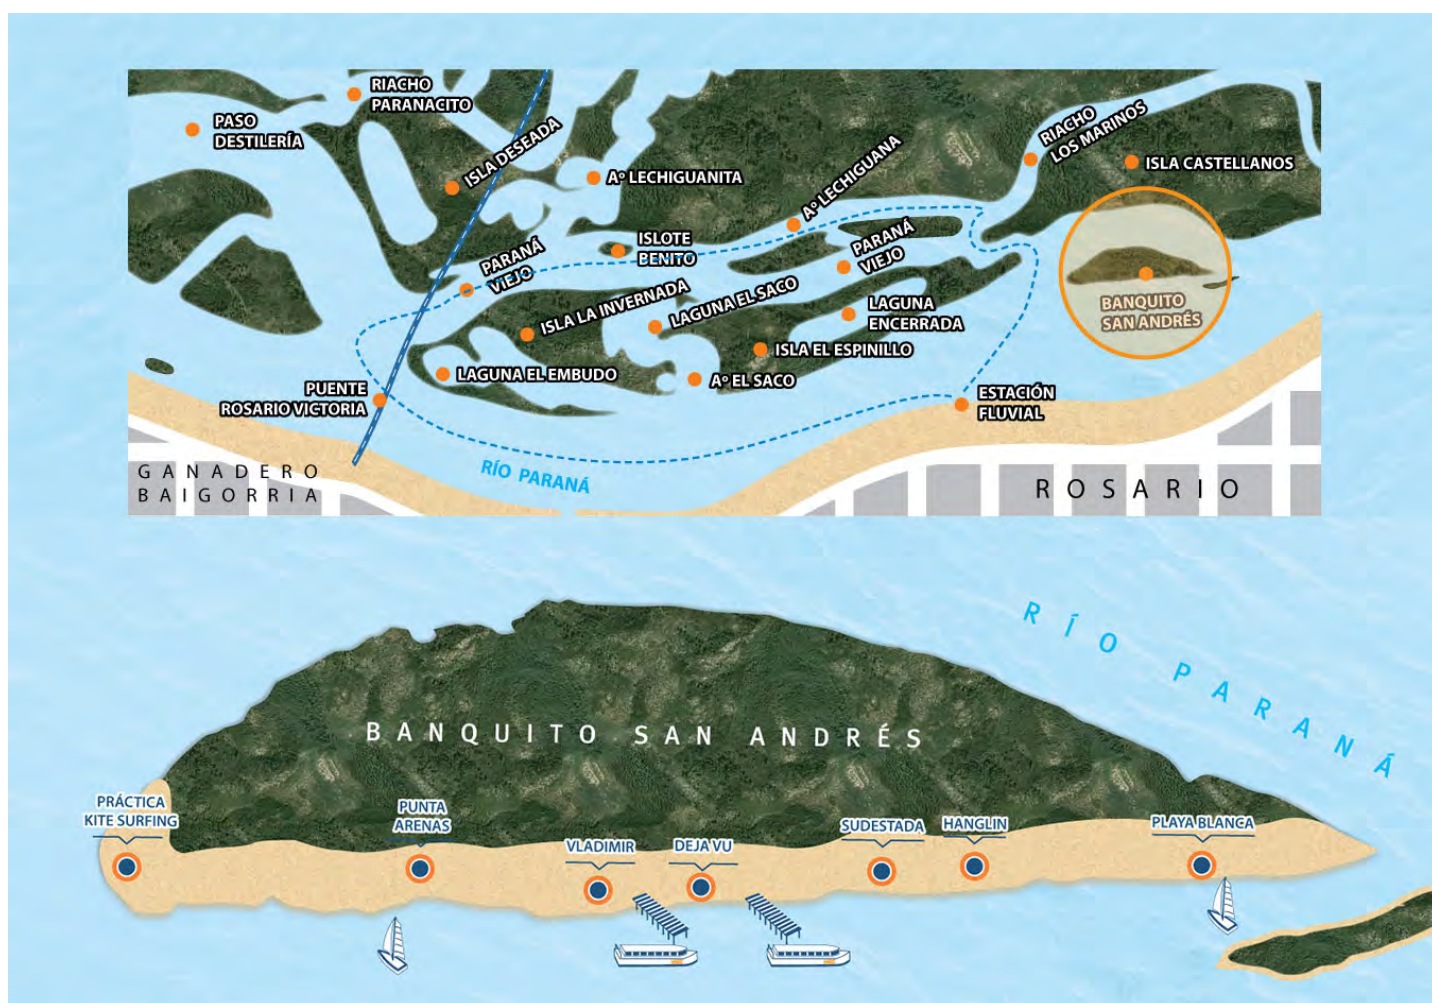 RIACHO
PARANACITO
PASO
DESTILERÍA
ISLA DESEADA
Aº LECHIGUANITA
Aº LECHIGUANA
RIACHO
LOS MARINOS
ISLA CASTELLANOS
PARANÁ
VIEJO
ISLOTE
BENITO
PARANÁ
VIEJO
ISLA LA INVERNADA
LAGUNA EL SACO
LAGUNA
ENCERRADA
BANQUITO
SAN ANDRÉS
ISLA EL ESPINILLO
LAGUNA EL EMBUDO
Aº EL SACO
PUENTE
ROSARIO VICTORIA
ESTACIÓN
FLUVIAL
GANADERO
BAIGORRIA
RÍO PARANÁ
ROSARIO
RÍO PARANÁ
BANQUITO SAN ANDRÉS
PRÁCTICA
KITE SURFING
PUNTA
ARENAS
VLADIMIR
DEJA VU
SUDESTADA
HANGLIN
PLAYA BLANCA